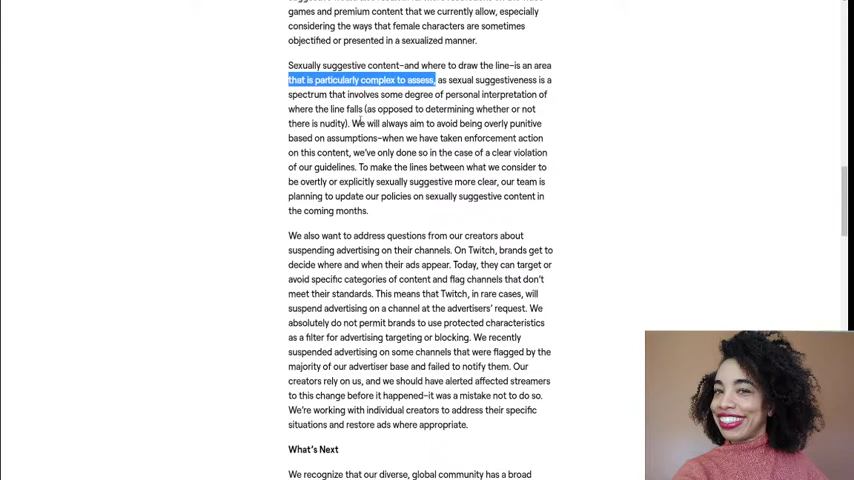 games and premium content that we currently allow, especially
considering the ways that female characters are sometimes
objectified or presented in a sexualized manner.
Sexually suggestive content–and where to draw the line–is an area
that is particularly complex to assess, as sexual suggestiveness is a
spectrum that involves some degree of personal interpretation of
where the line falls (as opposed to determining whether or not
there is nudity). We will always aim to avoid being overly punitive
based on assumptions–when we have taken enforcement action
on this content, we've only done so in the case of a clear violation
of our guidelines. To make the lines between what we consider to
be overtly or explicitly sexually suggestive more clear, our team is
planning to update our policies on sexually suggestive content in
the coming months.
We also want to address questions from our creators about
suspending advertising on their channels. On Twitch, brands get to
decide where and when their ads appear. Today, they can target or
avoid specific categories of content and flag channels that don't
meet their standards. This means that Twitch, in rare cases, will
suspend advertising on a channel at the advertisers' request. We
absolutely do not permit brands to use protected characteristics
as a filter for advertising targeting or blocking. We recently
suspended advertising on some channels that were flagged by the
majority of our advertiser base and failed to notify them. Our
creators rely on us, and we should have alerted affected streamers
to this change before it happened–it was a mistake not to do so.
We're working with individual creators to address their specific
situations and restore ads where appropriate.
What's Next
We recognize that our diverse, global community has a broad